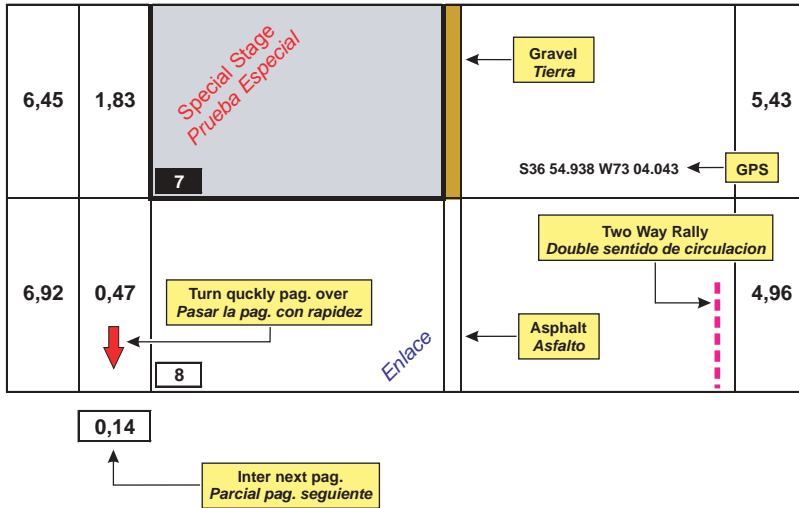 6,45
1,83
Special Stage
Prueba Especial
7
Gravel
Tierra
5,43
S36 54.938 W73 04.043
GPS
6,92
0,47
Turn quckly pag. over
Pasar la pag. con rapidez
8
Enlace
Asphalt
Asfalto
Two Way Rally
Double sentido de circulacion
4,96
0,14
Inter next pag.
Parcial pag. seguiente